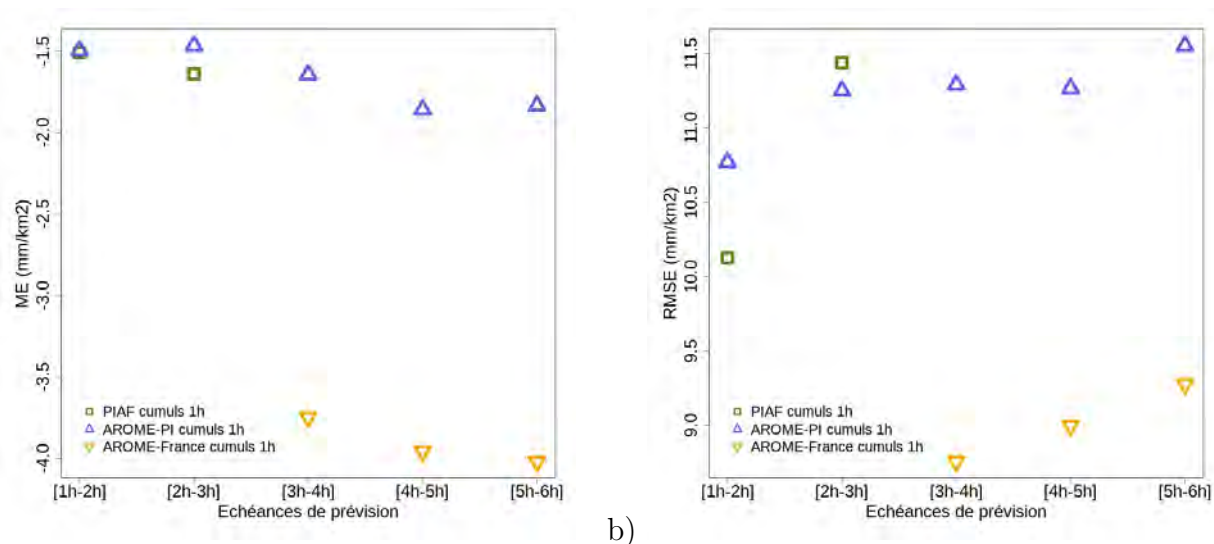 -1.5
-2.0
-2.5
-3.0
-3.5
-4.0
ME (mm/km2)
PIAF cumuls 1h
AROME-PI cumuls 1h
AROME-France cumuls 1h
[1h-2h] [2h-3h] [3h-4h] [4h-5h] [5h-6h]
Echéances de prévision
b)
11.5
11.0
10.5
10.0
9.5
9.0
RMSE (mm/km2)
PIAF cumuls 1h
AROME-PI cumuls 1h
AROME-France cumuls 1h
[1h-2h] [2h-3h] [3h-4h] [4h-5h] [5h-6h]
Echéances de prévision